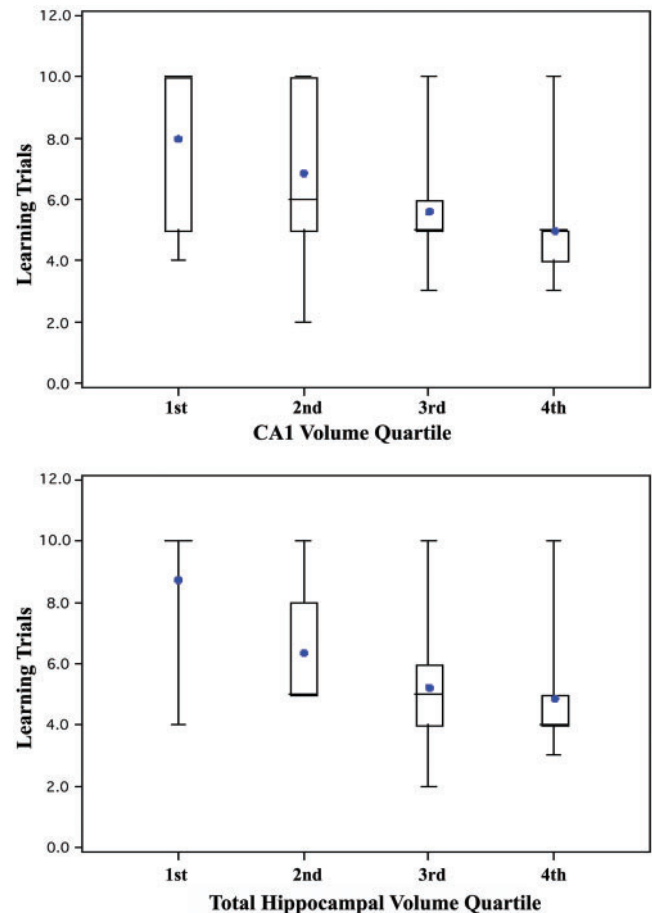 12.0
10.0
8.0
6.0
4.0
2.0
0.0
Learning Trials
1st 2nd 3rd 4th
CA1 Volume Quartile
12.0
10.0
8.0
6.0
4.0
2.0
0.0
Learning Trials
1st 2nd 3rd 4th
Total Hippocampal Volume Quartile